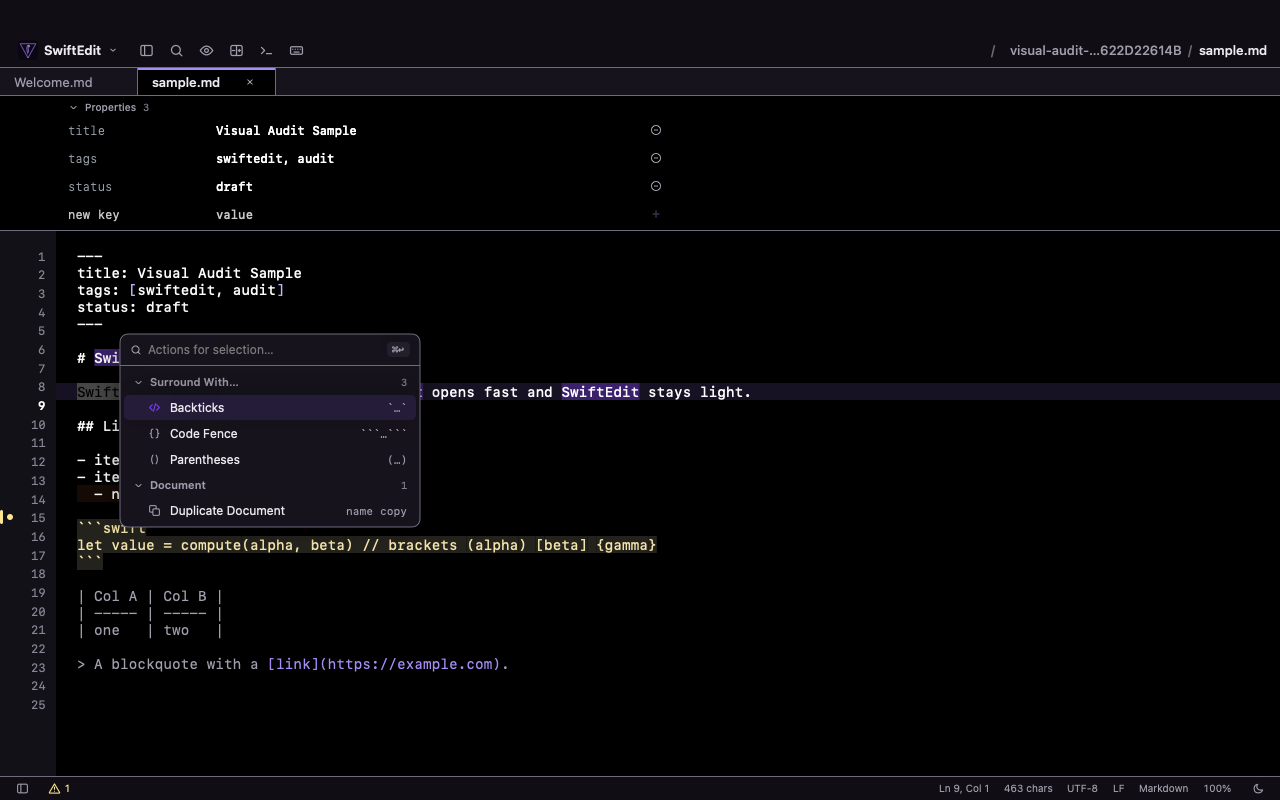 SwiftEdit
/ visual-audit-...622D22614B / sample.md
Welcome.md
sample.md ×
Properties 3
title Visual Audit Sample
tags swiftedit, audit
status draft
new key value +
1 ---
2 title: Visual Audit Sample
3 tags: [swiftedit, audit]
4 status: draft
5 ---
6
7 # Swi
8
9 Swift opens fast and SwiftEdit stays light.
10
11 ## Li
12
13 - ite
14 - ite
15 - n
16
17 ```swift
18 let value = compute(alpha, beta) // brackets (alpha) [beta] {gamma}
19 ```
20
21 | Col A | Col B |
22 | ----- | ----- |
23 | one | two |
24
25 > A blockquote with a [link](https://example.com).
Actions for selection... ⌘↩
Surround With... 3
</> Backticks `…`
{} Code Fence ```…```
() Parentheses (…)
Document 1
Duplicate Document name copy
1
Ln 9, Col 1
463 chars
UTF-8
LF
Markdown
100%